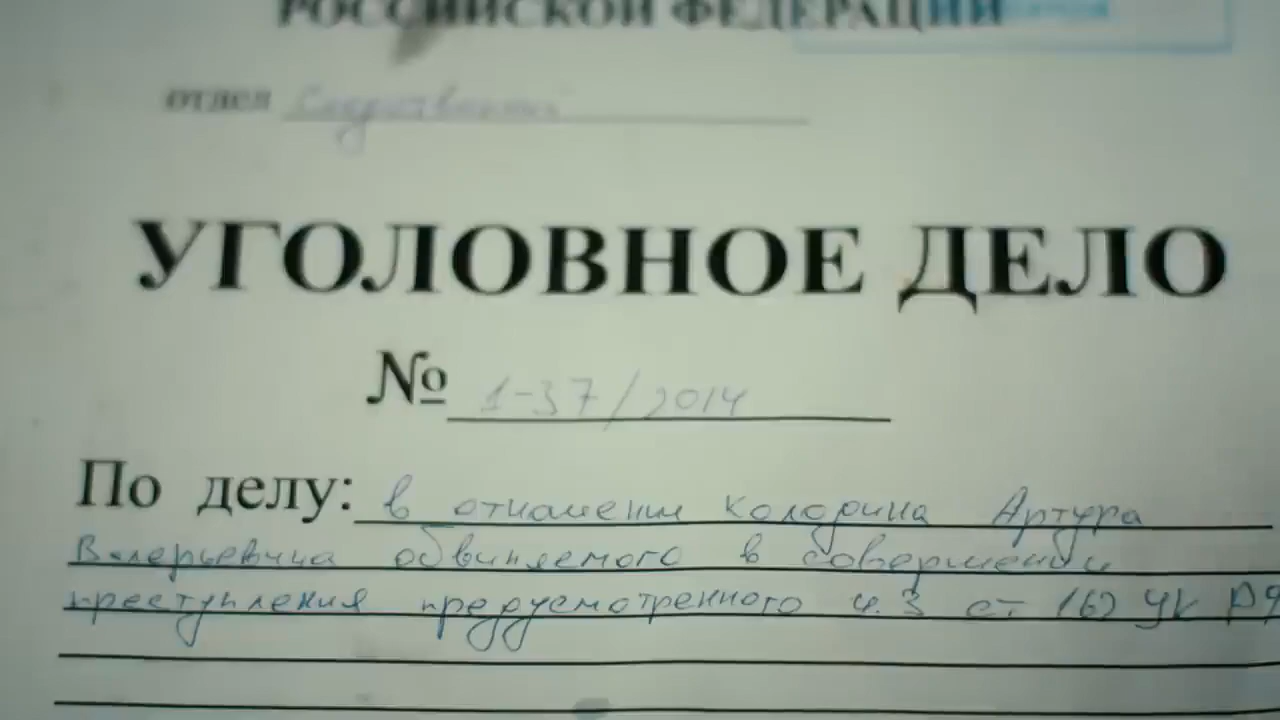 РОССИЙСКОЙ ФЕДЕРАЦИИ
отдел Следственный
УГОЛОВНОЕ ДЕЛО
№ 1-37/2014
По делу: в отношении Колорина Артура
Валерьевича обвиняемого в совершении
преступления предусмотренного ч.3 ст 162 УК РФ